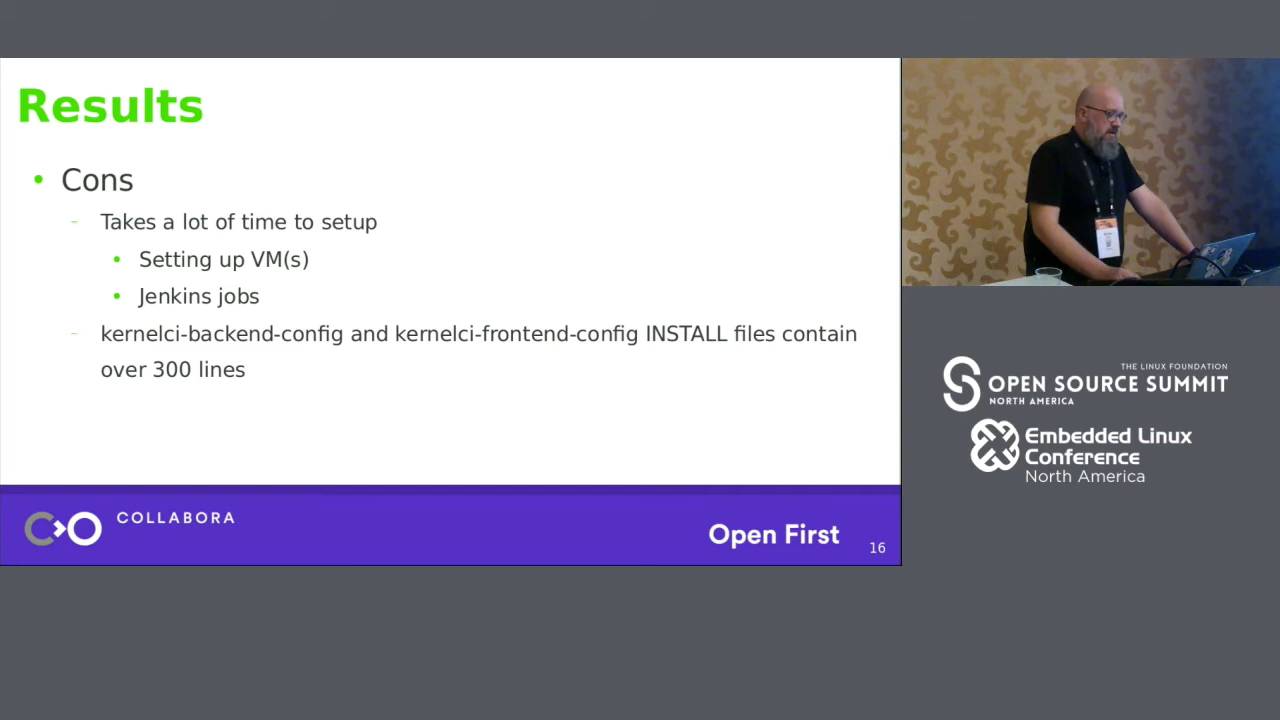 Results
• Cons
– Takes a lot of time to setup
• Setting up VM(s)
• Jenkins jobs
– kernelci-backend-config and kernelci-frontend-config INSTALL files contain
over 300 lines
COLLABORA
Open First
16
THE LINUX FOUNDATION
OPEN SOURCE SUMMIT
NORTH AMERICA
Embedded Linux
Conference
North America